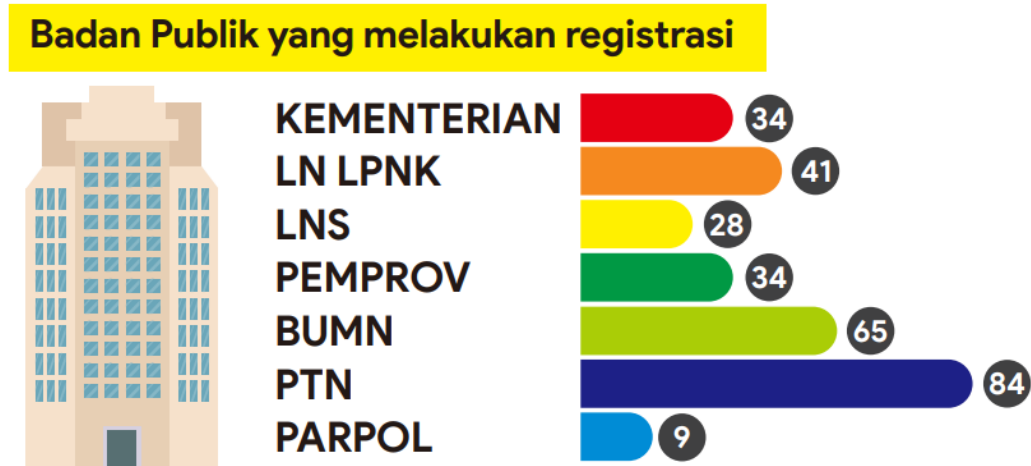 Badan Publik yang melakukan registrasi
KEMENTERIAN 34
LN LPNK 41
LNS 28
PEMPROV 34
BUMN 65
PTN 84
PARPOL 9